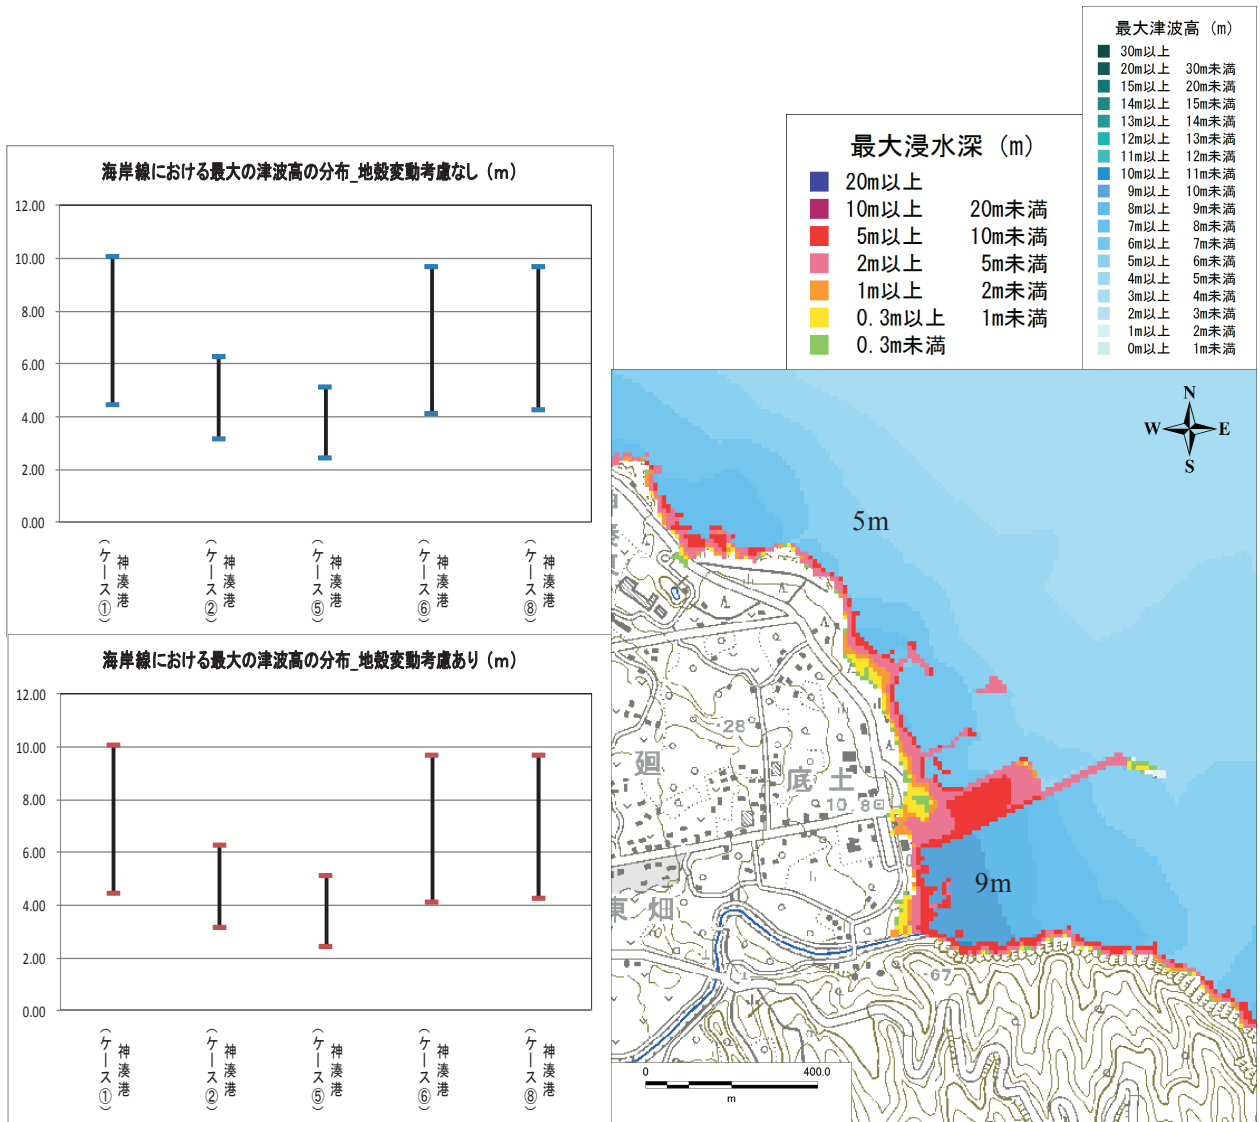 海岸線における最大の津波高の分布_地殻変動考慮なし（m）
12.00
10.00
8.00
6.00
4.00
2.00
0.00
神湊港
（ケース①）
神湊港
（ケース②）
神湊港
（ケース⑤）
神湊港
（ケース⑥）
神湊港
（ケース⑧）
海岸線における最大の津波高の分布_地殻変動考慮あり（m）
12.00
10.00
8.00
6.00
4.00
2.00
0.00
神湊港
（ケース①）
神湊港
（ケース②）
神湊港
（ケース⑤）
神湊港
（ケース⑥）
神湊港
（ケース⑧）
最大浸水深（m）
20m以上
10m以上 20m未満
5m以上 10m未満
2m以上 5m未満
1m以上 2m未満
0.3m以上 1m未満
0.3m未満
最大津波高（m）
30m以上
20m以上 30m未満
15m以上 20m未満
14m以上 15m未満
13m以上 14m未満
12m以上 13m未満
11m以上 12m未満
10m以上 11m未満
9m以上 10m未満
8m以上 9m未満
7m以上 8m未満
6m以上 7m未満
5m以上 6m未満
4m以上 5m未満
3m以上 4m未満
2m以上 3m未満
1m以上 2m未満
0m以上 1m未満
N
W E
S
5m
28
廻
底土
10.8
9m
東畑
67
0 400.0
m